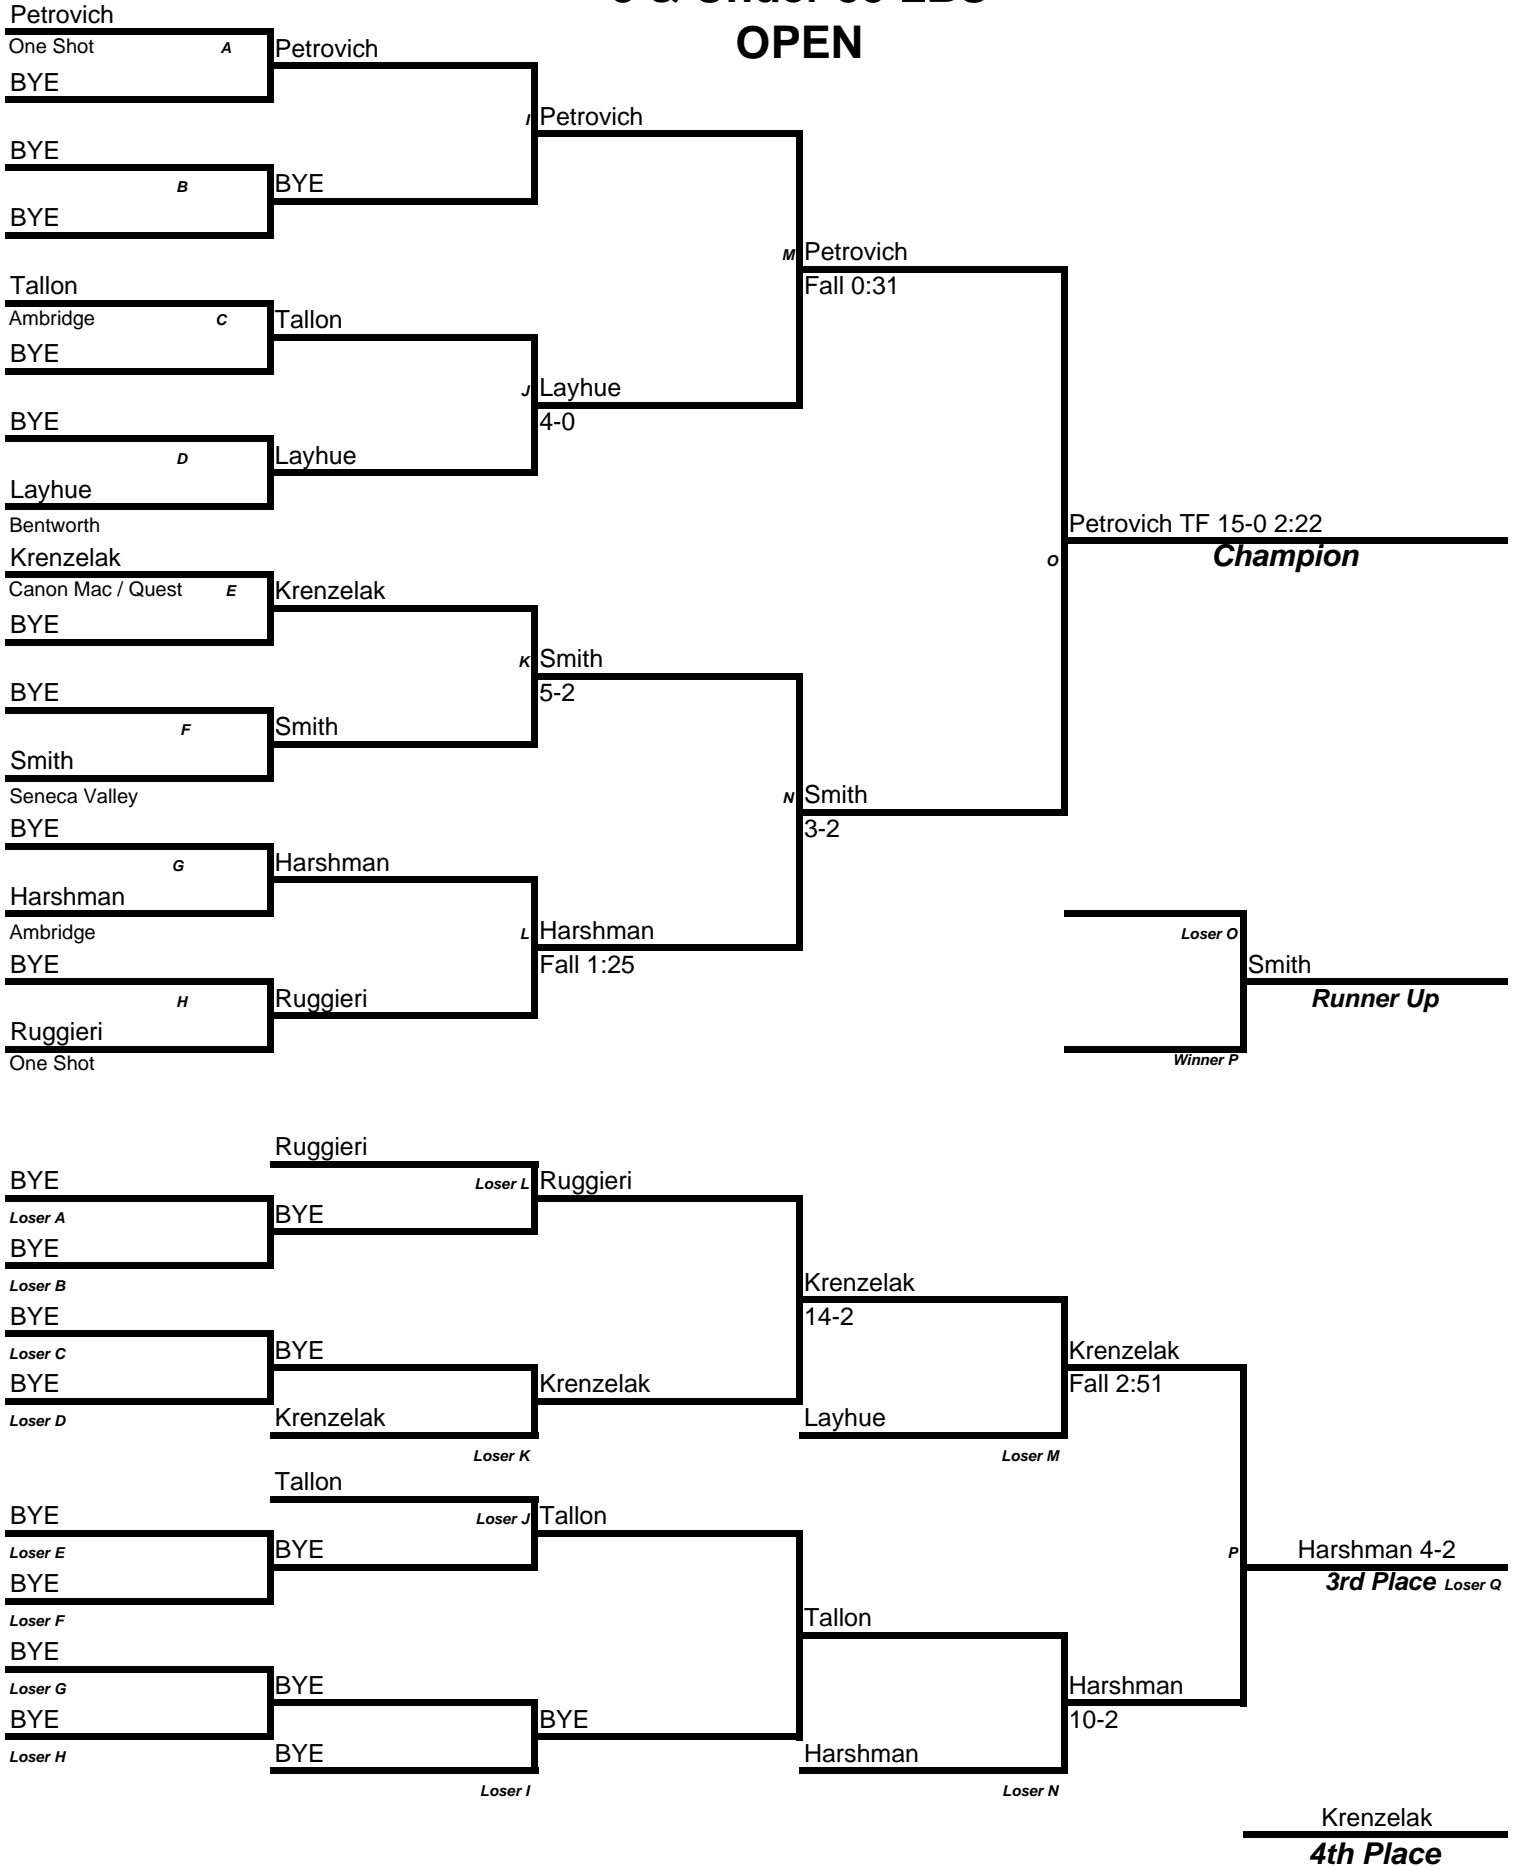 OPEN
Petrovich
One Shot
A
Petrovich
BYE
I
Petrovich
BYE
B
BYE
BYE
M
Petrovich
Fall 0:31
Tallon
Ambridge
C
Tallon
BYE
J
Layhue
4-0
BYE
D
Layhue
Layhue
Bentworth
Petrovich TF 15-0 2:22
Champion
O
Krenzelak
Canon Mac / Quest
E
Krenzelak
BYE
K
Smith
5-2
BYE
F
Smith
Smith
Seneca Valley
N
Smith
3-2
BYE
G
Harshman
Harshman
Ambridge
L
Harshman
Fall 1:25
BYE
H
Ruggieri
Ruggieri
One Shot
Loser O
Smith
Runner Up
Winner P
Ruggieri
BYE
Loser L
Ruggieri
Loser A
BYE
BYE
Loser B
Krenzelak
BYE
14-2
Loser C
BYE
Krenzelak
BYE
Krenzelak
Fall 2:51
Loser D
Krenzelak
Layhue
Loser K
Loser M
Tallon
BYE
Loser J
Tallon
Loser E
BYE
P
Harshman 4-2
BYE
3rd Place
Loser Q
Loser F
Tallon
BYE
Loser G
BYE
Harshman
BYE
BYE
10-2
Loser H
BYE
Harshman
Loser I
Loser N
Krenzelak
4th Place